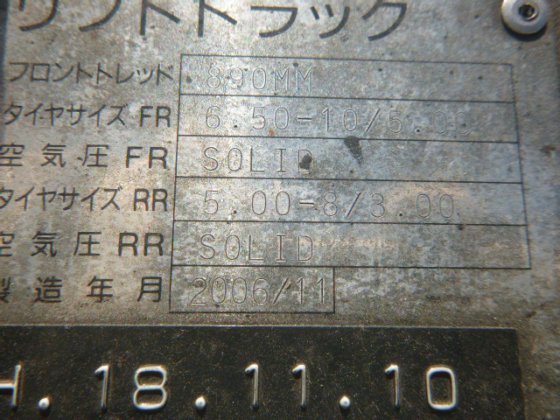 リフトトラック
フロントトレッド 890MM
タイヤサイズ FR 6.50-10/5.00
空気圧 FR SOLID
タイヤサイズ RR 5.00-8/3.00
空気圧 RR SOLID
製造年月 2006/11
H.18.11.10